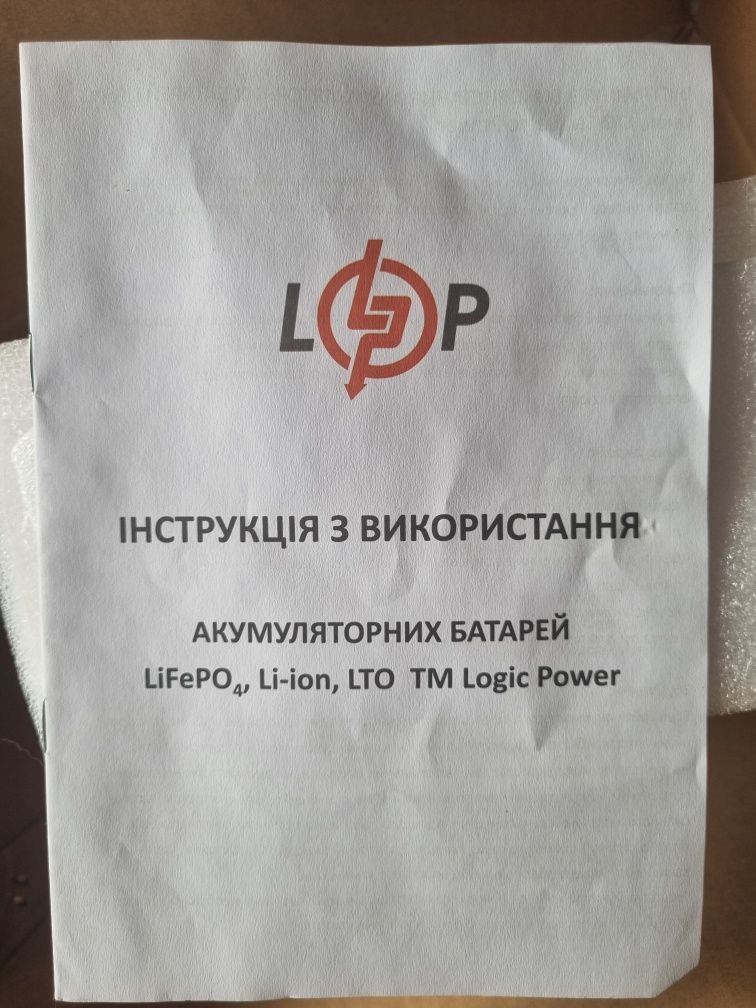 LP
ІНСТРУКЦІЯ З ВИКОРИСТАННЯ
АКУМУЛЯТОРНИХ БАТАРЕЙ
LiFePO₄, Li-ion, LTO TM Logic Power